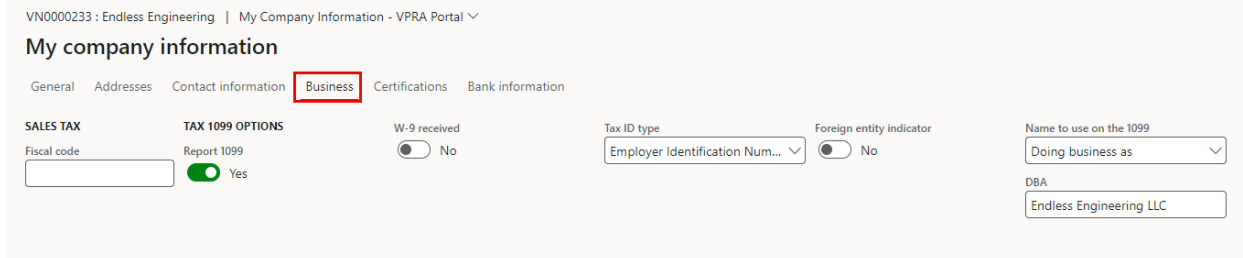 VN0000233 : Endless Engineering | My Company Information - VPRA Portal
My company information
General Addresses Contact information Business Certifications Bank information
SALES TAX TAX 1099 OPTIONS W-9 received Tax ID type Foreign entity indicator Name to use on the 1099
Fiscal code Report 1099 No Employer Identification Num... No Doing business as
Yes
DBA
Endless Engineering LLC